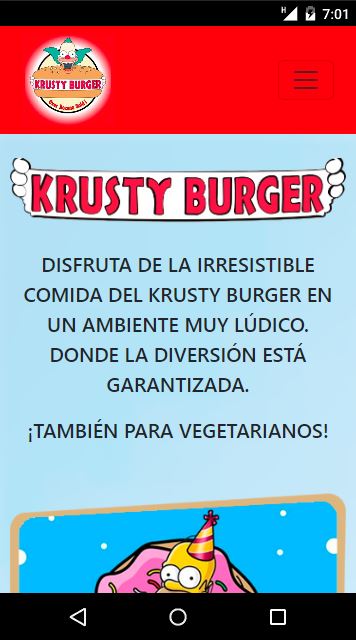 H 7:01
KRUSTY BURGER
KRUSTY BURGER
DISFRUTA DE LA IRRESISTIBLE
COMIDA DEL KRUSTY BURGER EN
UN AMBIENTE MUY LÚDICO.
DONDE LA DIVERSIÓN ESTÁ
GARANTIZADA.
¡TAMBIÉN PARA VEGETARIANOS!